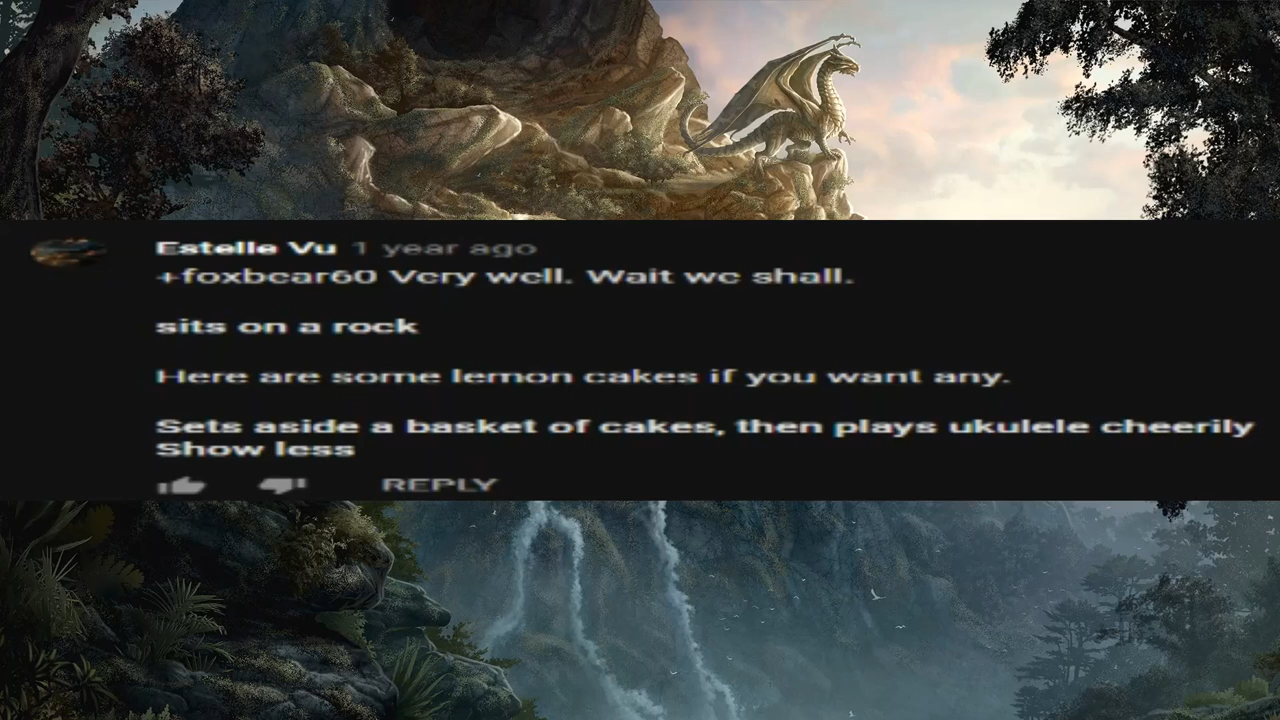 Estelle Vu 1 year ago
+foxbear60 Very well. Wait we shall.
sits on a rock
Here are some lemon cakes if you want any.
Sets aside a basket of cakes, then plays ukulele cheerily
Show less
REPLY